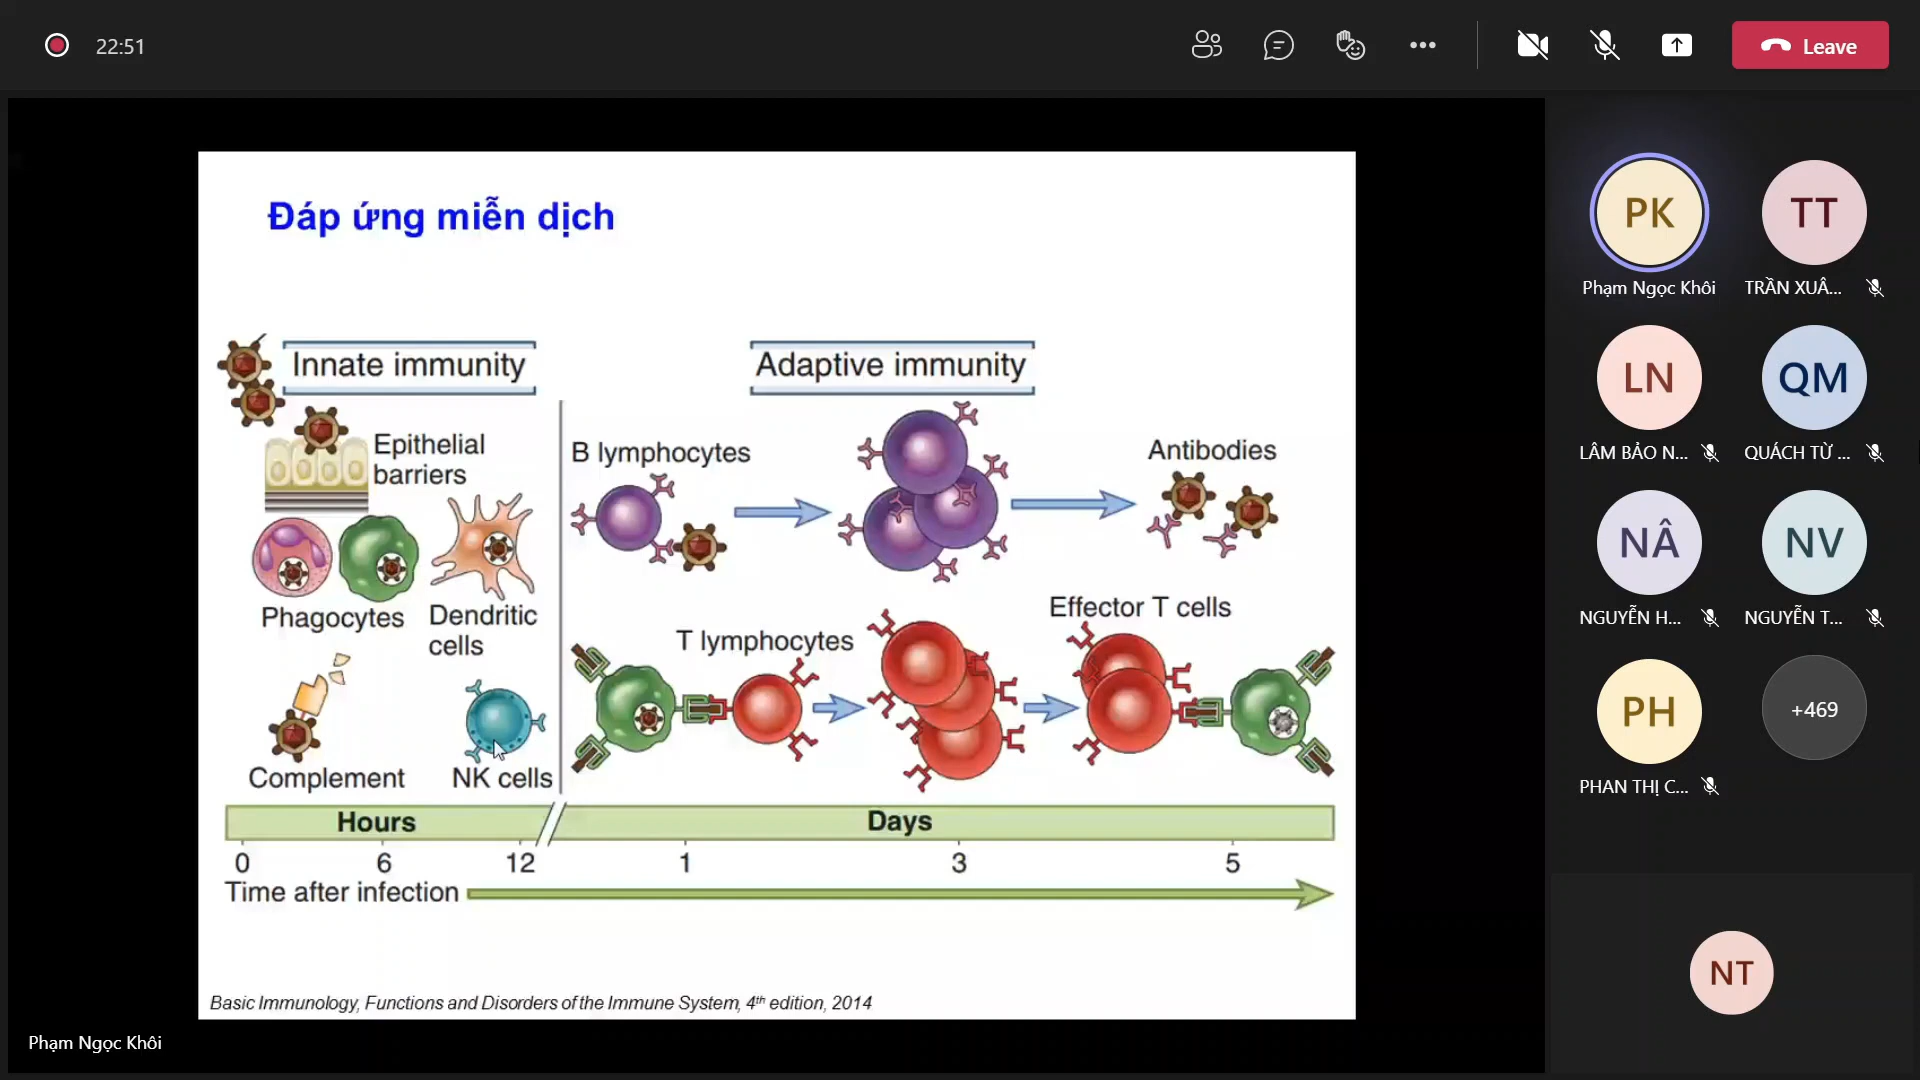 22:51
Leave
Đáp ứng miễn dịch
Innate immunity
Adaptive immunity
Epithelial
barriers
B lymphocytes
Antibodies
Phagocytes
Dendritic
cells
T lymphocytes
Effector T cells
Complement
NK cells
Hours
Days
0 6 12 1 3 5
Time after infection
Basic Immunology, Functions and Disorders of the Immune System, 4th edition, 2014
Phạm Ngọc Khôi
PK
TT
Phạm Ngọc Khôi
TRẦN XUÂ...
LN
QM
LÂM BẢO N...
QUÁCH TỪ ...
NÂ
NV
NGUYỄN H...
NGUYỄN T...
PH
+469
PHAN THỊ C...
NT